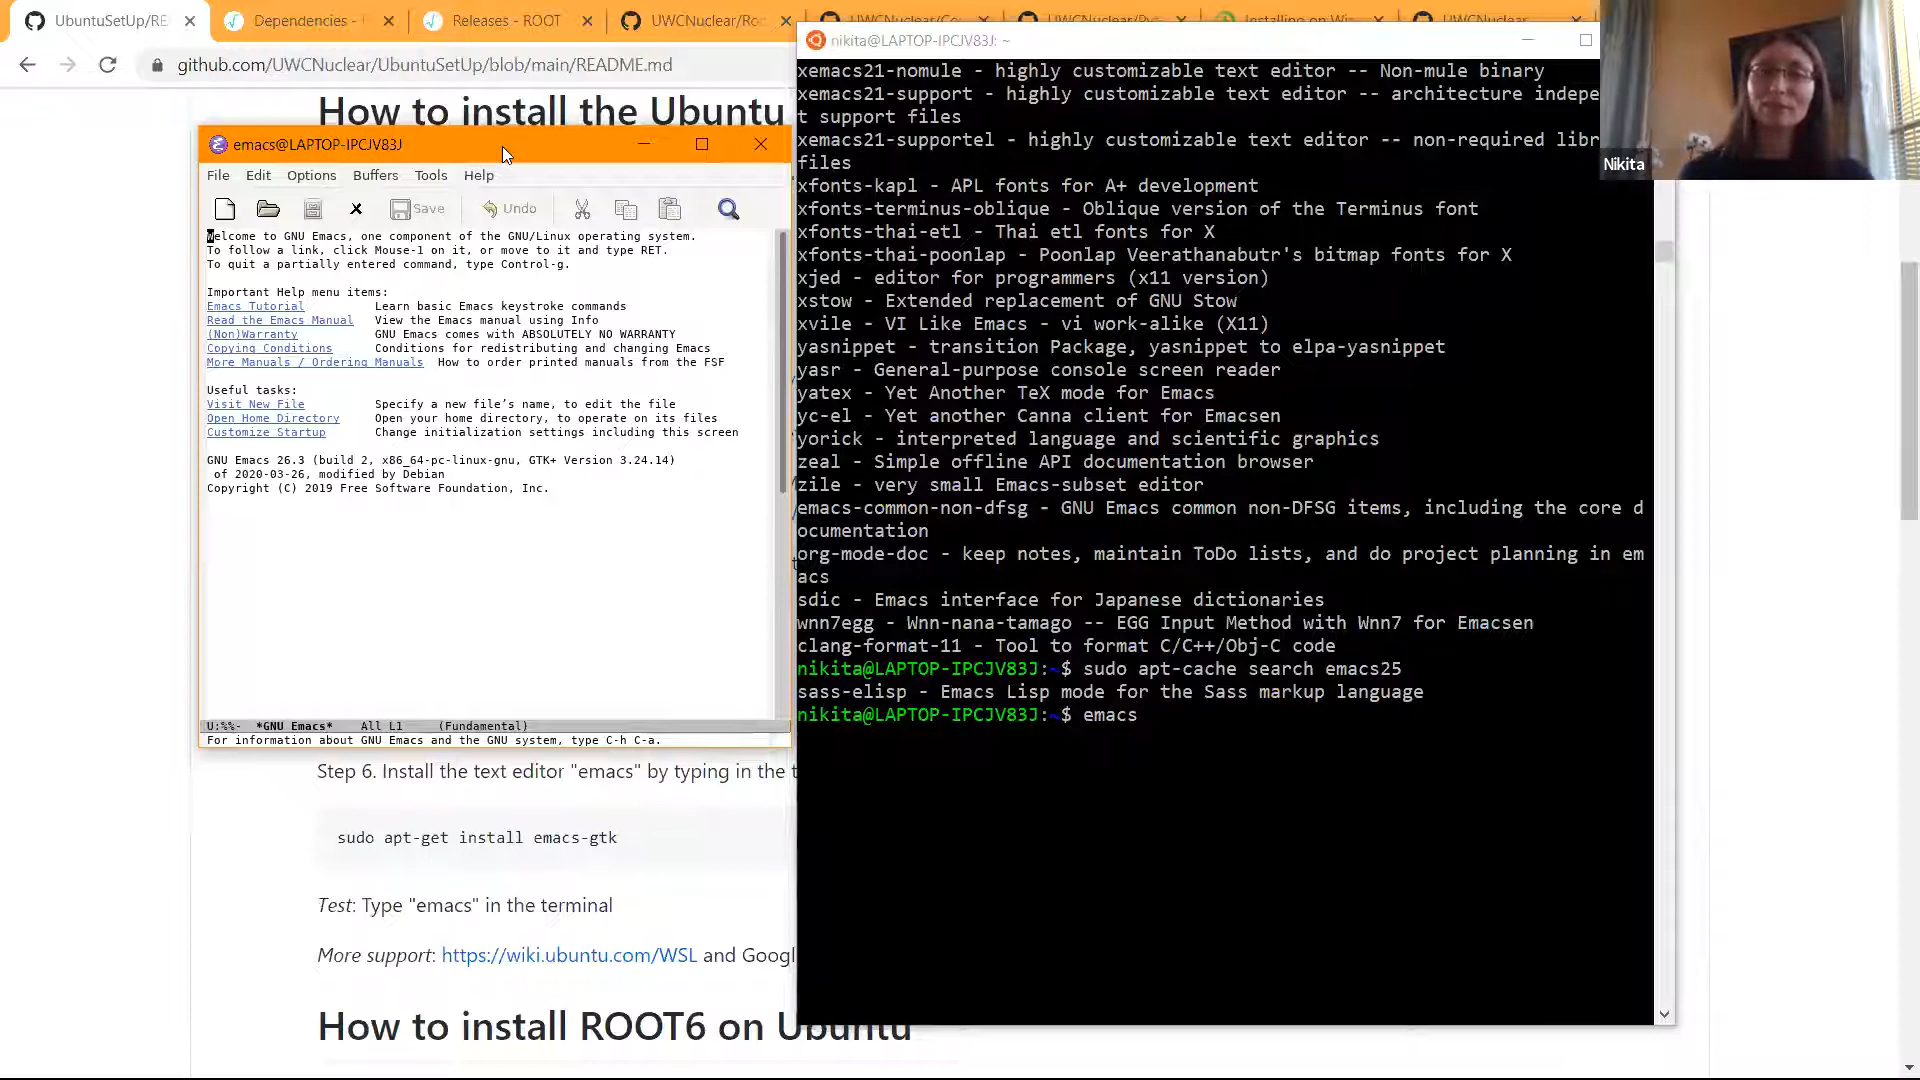 UbuntuSetUp/RE
Dependencies -
Releases - ROOT
UWCNuclear/Ro
UWCNuclear/Co
Installing on Wi
UWCNuclear
github.com/UWCNuclear/UbuntuSetUp/blob/main/README.md
How to install the Ubuntu
emacs@LAPTOP-IPCJV83J
File Edit Options Buffers Tools Help
Save Undo
Welcome to GNU Emacs, one component of the GNU/Linux operating system.
To follow a link, click Mouse-1 on it, or move to it and type RET.
To quit a partially entered command, type Control-g.
Important Help menu items:
Emacs Tutorial Learn basic Emacs keystroke commands
Read the Emacs Manual View the Emacs manual using Info
(Non)Warranty GNU Emacs comes with ABSOLUTELY NO WARRANTY
Copying Conditions Conditions for redistributing and changing Emacs
More Manuals / Ordering Manuals How to order printed manuals from the FSF
Useful tasks:
Visit New File Specify a new file's name, to edit the file
Open Home Directory Open your home directory, to operate on its files
Customize Startup Change initialization settings including this screen
GNU Emacs 26.3 (build 2, x86_64-pc-linux-gnu, GTK+ Version 3.24.14)
of 2020-03-26, modified by Debian
Copyright (C) 2019 Free Software Foundation, Inc.
U:%%- *GNU Emacs* All L1 (Fundamental)
For information about GNU Emacs and the GNU system, type C-h C-a.
Step 6. Install the text editor "emacs" by typing in the t
sudo apt-get install emacs-gtk
Test: Type "emacs" in the terminal
More support: https://wiki.ubuntu.com/WSL and Googl
How to install ROOT6 on Ubuntu
nikita@LAPTOP-IPCJV83J: ~
xemacs21-nomule - highly customizable text editor -- Non-mule binary
xemacs21-support - highly customizable text editor -- architecture indepe
t support files
xemacs21-supportel - highly customizable text editor -- non-required libr
files
xfonts-kapl - APL fonts for A+ development
xfonts-terminus-oblique - Oblique version of the Terminus font
xfonts-thai-etl - Thai etl fonts for X
xfonts-thai-poonlap - Poonlap Veerathanabutr's bitmap fonts for X
xjed - editor for programmers (x11 version)
xstow - Extended replacement of GNU Stow
xvile - VI Like Emacs - vi work-alike (X11)
yasnippet - transition Package, yasnippet to elpa-yasnippet
yasr - General-purpose console screen reader
yatex - Yet Another TeX mode for Emacs
yc-el - Yet another Canna client for Emacsen
yorick - interpreted language and scientific graphics
zeal - Simple offline API documentation browser
zile - very small Emacs-subset editor
emacs-common-non-dfsg - GNU Emacs common non-DFSG items, including the core d
ocumentation
org-mode-doc - keep notes, maintain ToDo lists, and do project planning in em
acs
sdic - Emacs interface for Japanese dictionaries
wnn7egg - Wnn-nana-tamago -- EGG Input Method with Wnn7 for Emacsen
clang-format-11 - Tool to format C/C++/Obj-C code
nikita@LAPTOP-IPCJV83J:~$ sudo apt-cache search emacs25
sass-elisp - Emacs Lisp mode for the Sass markup language
nikita@LAPTOP-IPCJV83J:~$ emacs
Nikita